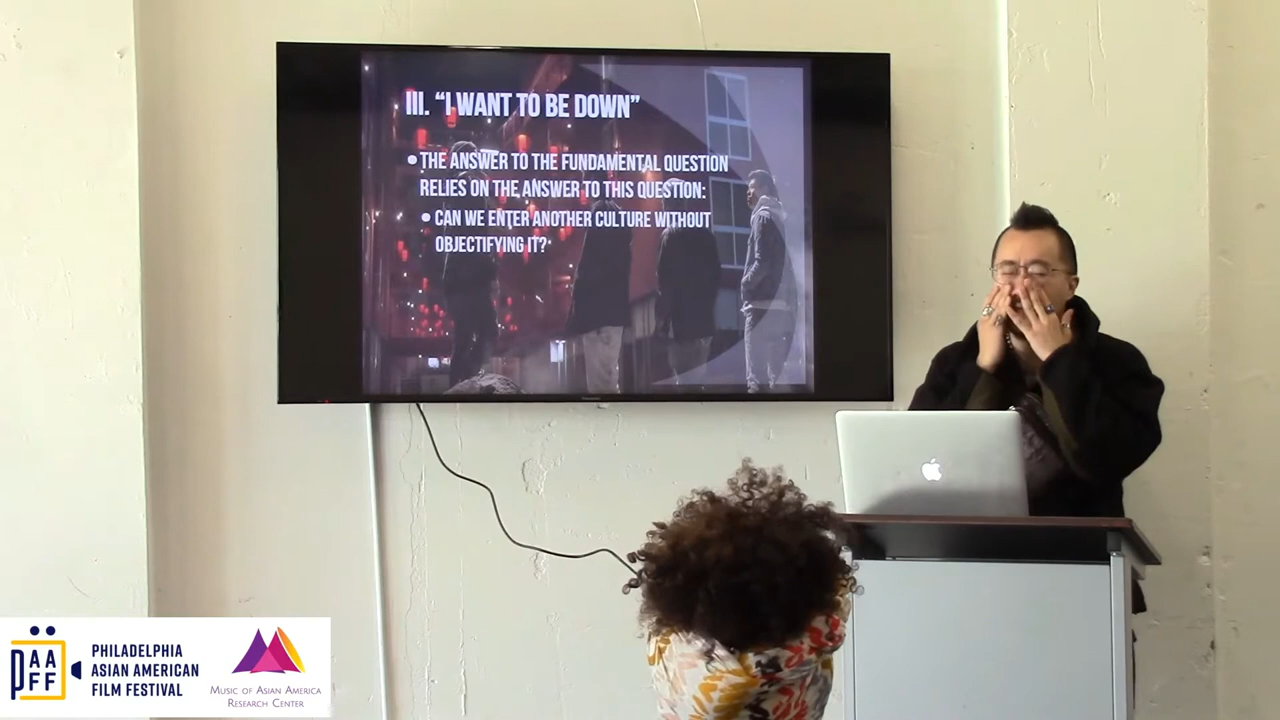 III. “I WANT TO BE DOWN”
• THE ANSWER TO THE FUNDAMENTAL QUESTION
RELIES ON THE ANSWER TO THIS QUESTION:
• CAN WE ENTER ANOTHER CULTURE WITHOUT
OBJECTIFYING IT?
PAAFF
PHILADELPHIA
ASIAN AMERICAN
FILM FESTIVAL
MUSIC OF ASIAN AMERICA
RESEARCH CENTER